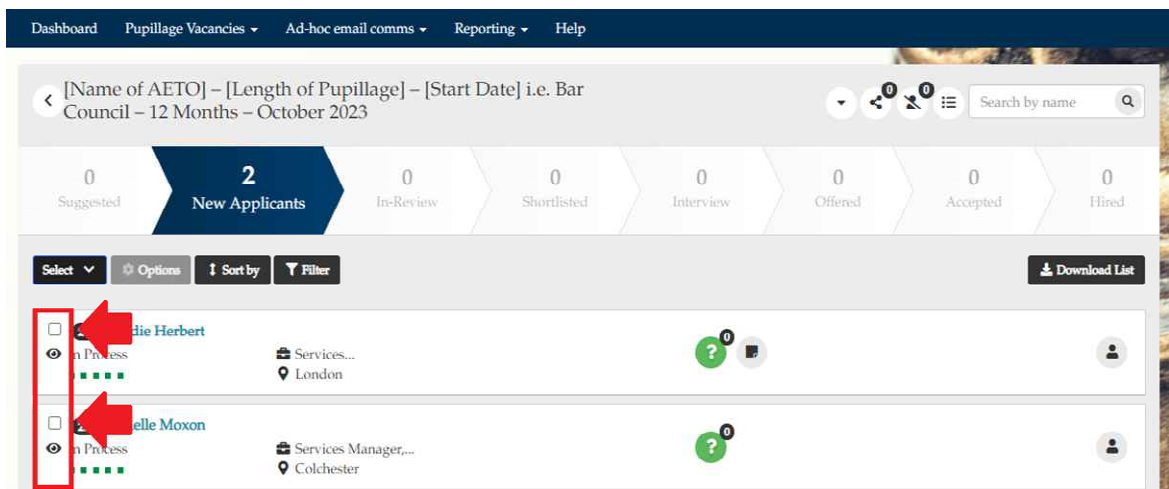 Dashboard Pupillage Vacancies Ad-hoc email comms Reporting Help
[Name of AETO] – [Length of Pupillage] – [Start Date] i.e. Bar
Council – 12 Months – October 2023
0 0 Search by name
0 2 0 0 0 0 0 0
Suggested New Applicants In-Review Shortlisted Interview Offered Accepted Hired
Select Options Sort by Filter Download List
die Herbert
0
n Process Services...
London
elle Moxon
0
n Process Services Manager,...
Colchester